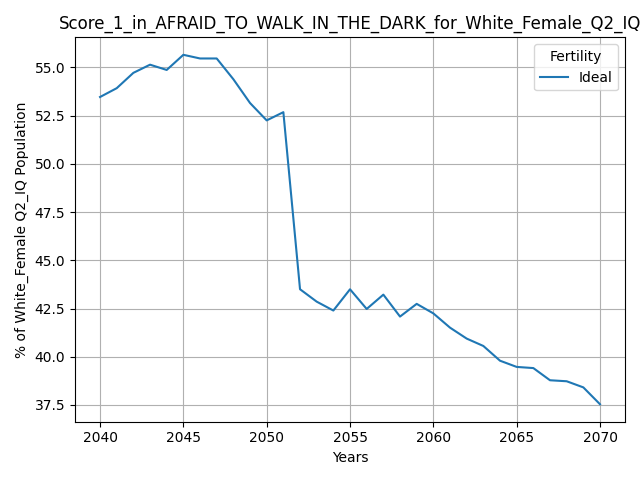 Score_1_in_AFRAID_TO_WALK_IN_THE_DARK_for_White_Female_Q2_IQ
Fertility
Ideal
55.0
52.5
50.0
47.5
45.0
42.5
40.0
37.5
% of White_Female Q2_IQ Population
2040 2045 2050 2055 2060 2065 2070
Years